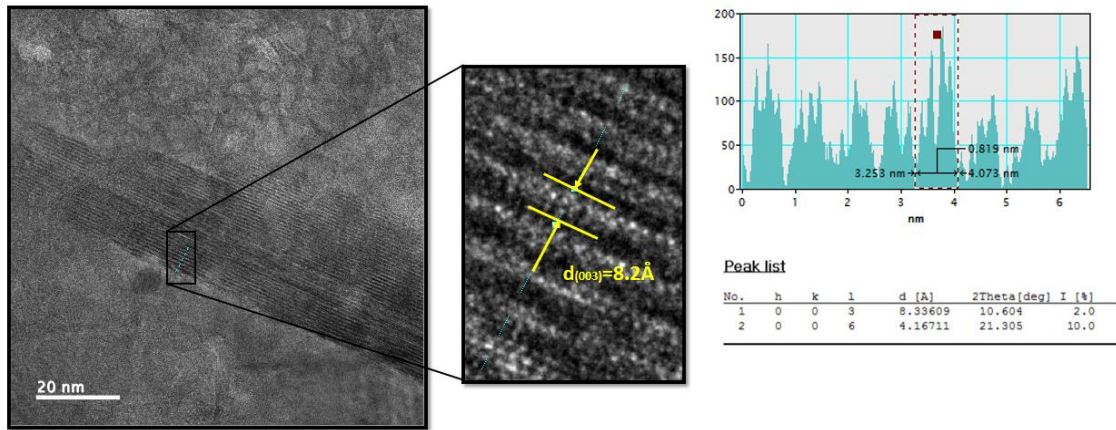 20 nm
d(003)=8.2Å
200
150
100
50
0
0.819 nm
3.253 nm
4.073 nm
0 1 2 3 4 5 6
nm
Peak list
No. h k l d [A] 2Theta[deg] I [%]
1 0 0 3 8.33609 10.604 2.0
2 0 0 6 4.16711 21.305 10.0